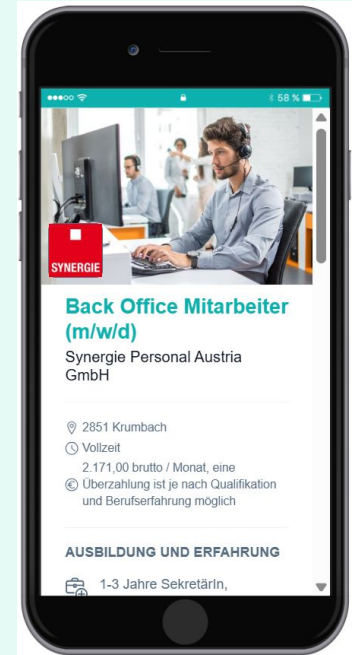 58 %
SYNERGIE
Back Office Mitarbeiter
(m/w/d)
Synergie Personal Austria
GmbH
2851 Krumbach
Vollzeit
2.171,00 brutto / Monat, eine
Überzahlung ist je nach Qualifikation
und Berufserfahrung möglich
AUSBILDUNG UND ERFAHRUNG
1-3 Jahre SekretärIn,